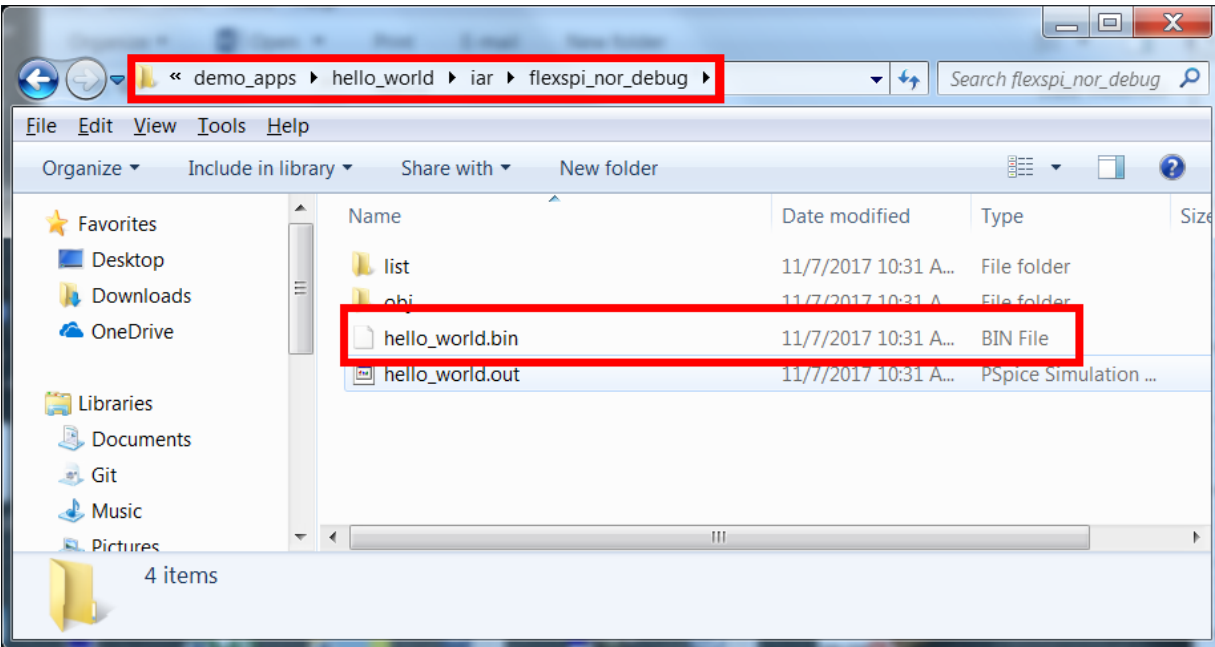 « demo_apps ▸ hello_world ▸ iar ▸ flexspi_nor_debug ▸ Search flexspi_nor_debug
File Edit View Tools Help
Organize Include in library Share with New folder
Name Date modified Type Size
Favorites
Desktop
Downloads
OneDrive
Libraries
Documents
Git
Music
Pictures
list 11/7/2017 10:31 A... File folder
obj 11/7/2017 10:31 A... File folder
hello_world.bin 11/7/2017 10:31 A... BIN File
hello_world.out 11/7/2017 10:31 A... PSpice Simulation ...
4 items